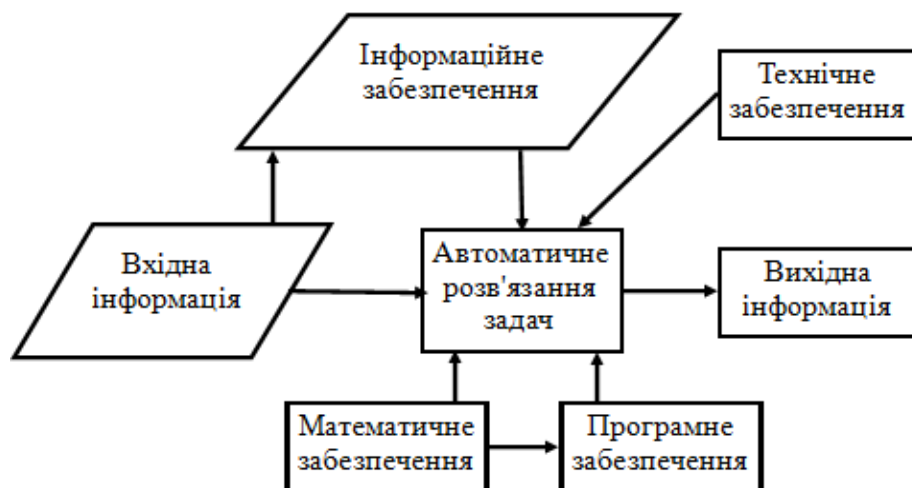 Інформаційне
забезпечення
Технічне
забезпечення
Вхідна
інформація
Автоматичне
розв'язання
задач
Вихідна
інформація
Математичне
забезпечення
Програмне
забезпечення